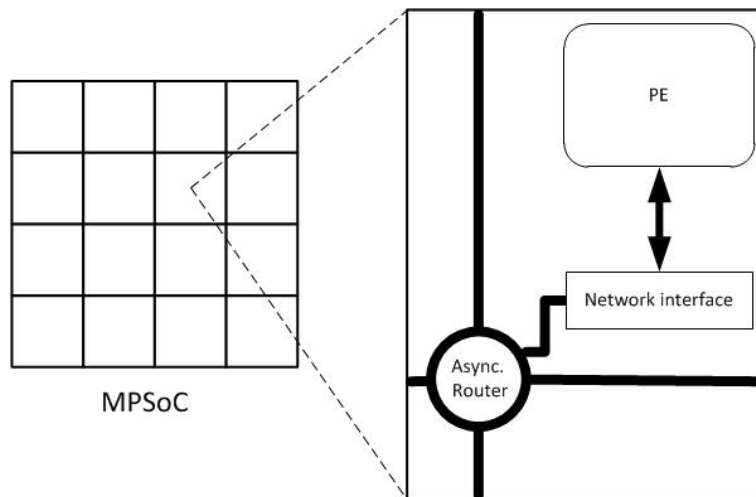 MPSoC
PE
Network interface
Async.
Router